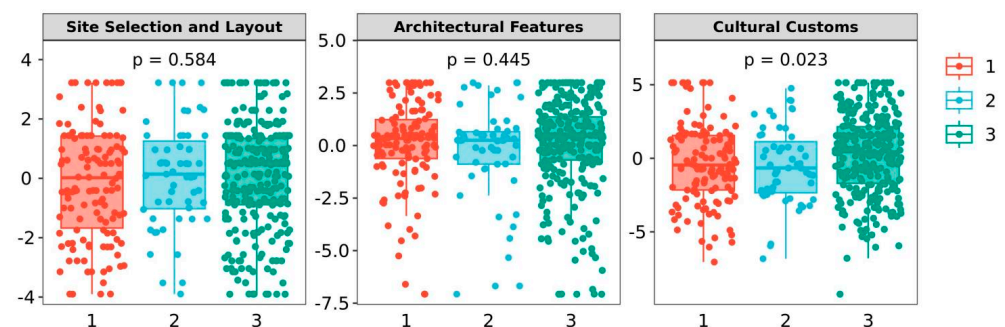 Site Selection and Layout
p = 0.584
4
2
0
-2
-4
1 2 3
Architectural Features
p = 0.445
5.0
2.5
0.0
-2.5
-5.0
-7.5
1 2 3
Cultural Customs
p = 0.023
5
0
-5
1 2 3
1
2
3